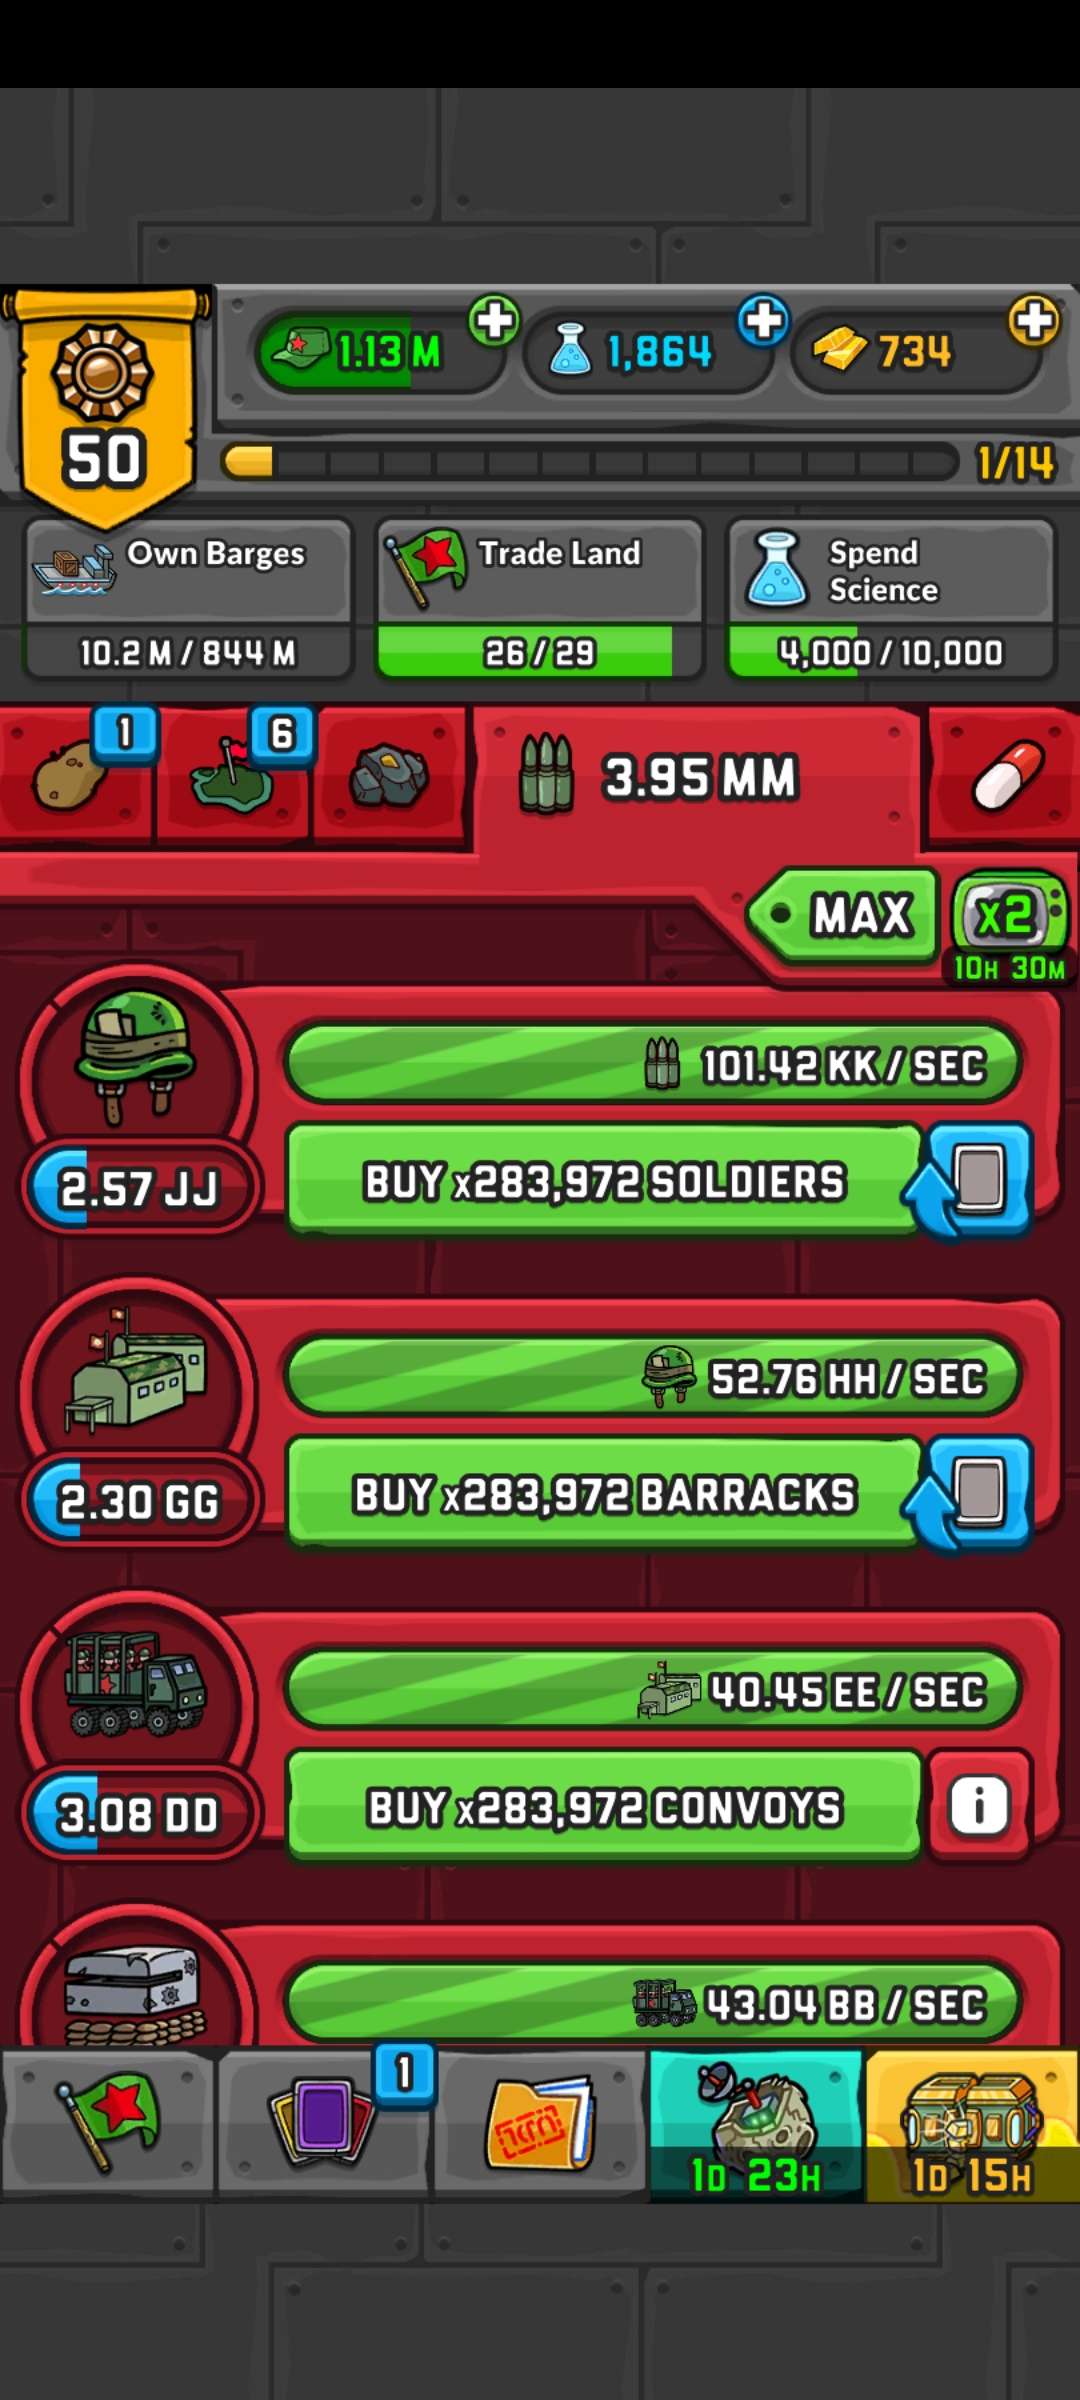 50
1.13 M
1,864
734
1/14
Own Barges
10.2 M / 844 M
Trade Land
26 / 29
Spend
Science
4,000 / 10,000
1
6
3.95 MM
MAX
x2
10H 30M
101.42 KK / SEC
2.57 JJ
BUY x283,972 SOLDIERS
52.76 HH / SEC
2.30 GG
BUY x283,972 BARRACKS
40.45 EE / SEC
3.08 DD
BUY x283,972 CONVOYS
i
43.04 BB / SEC
1
1D 23H
1D 15H